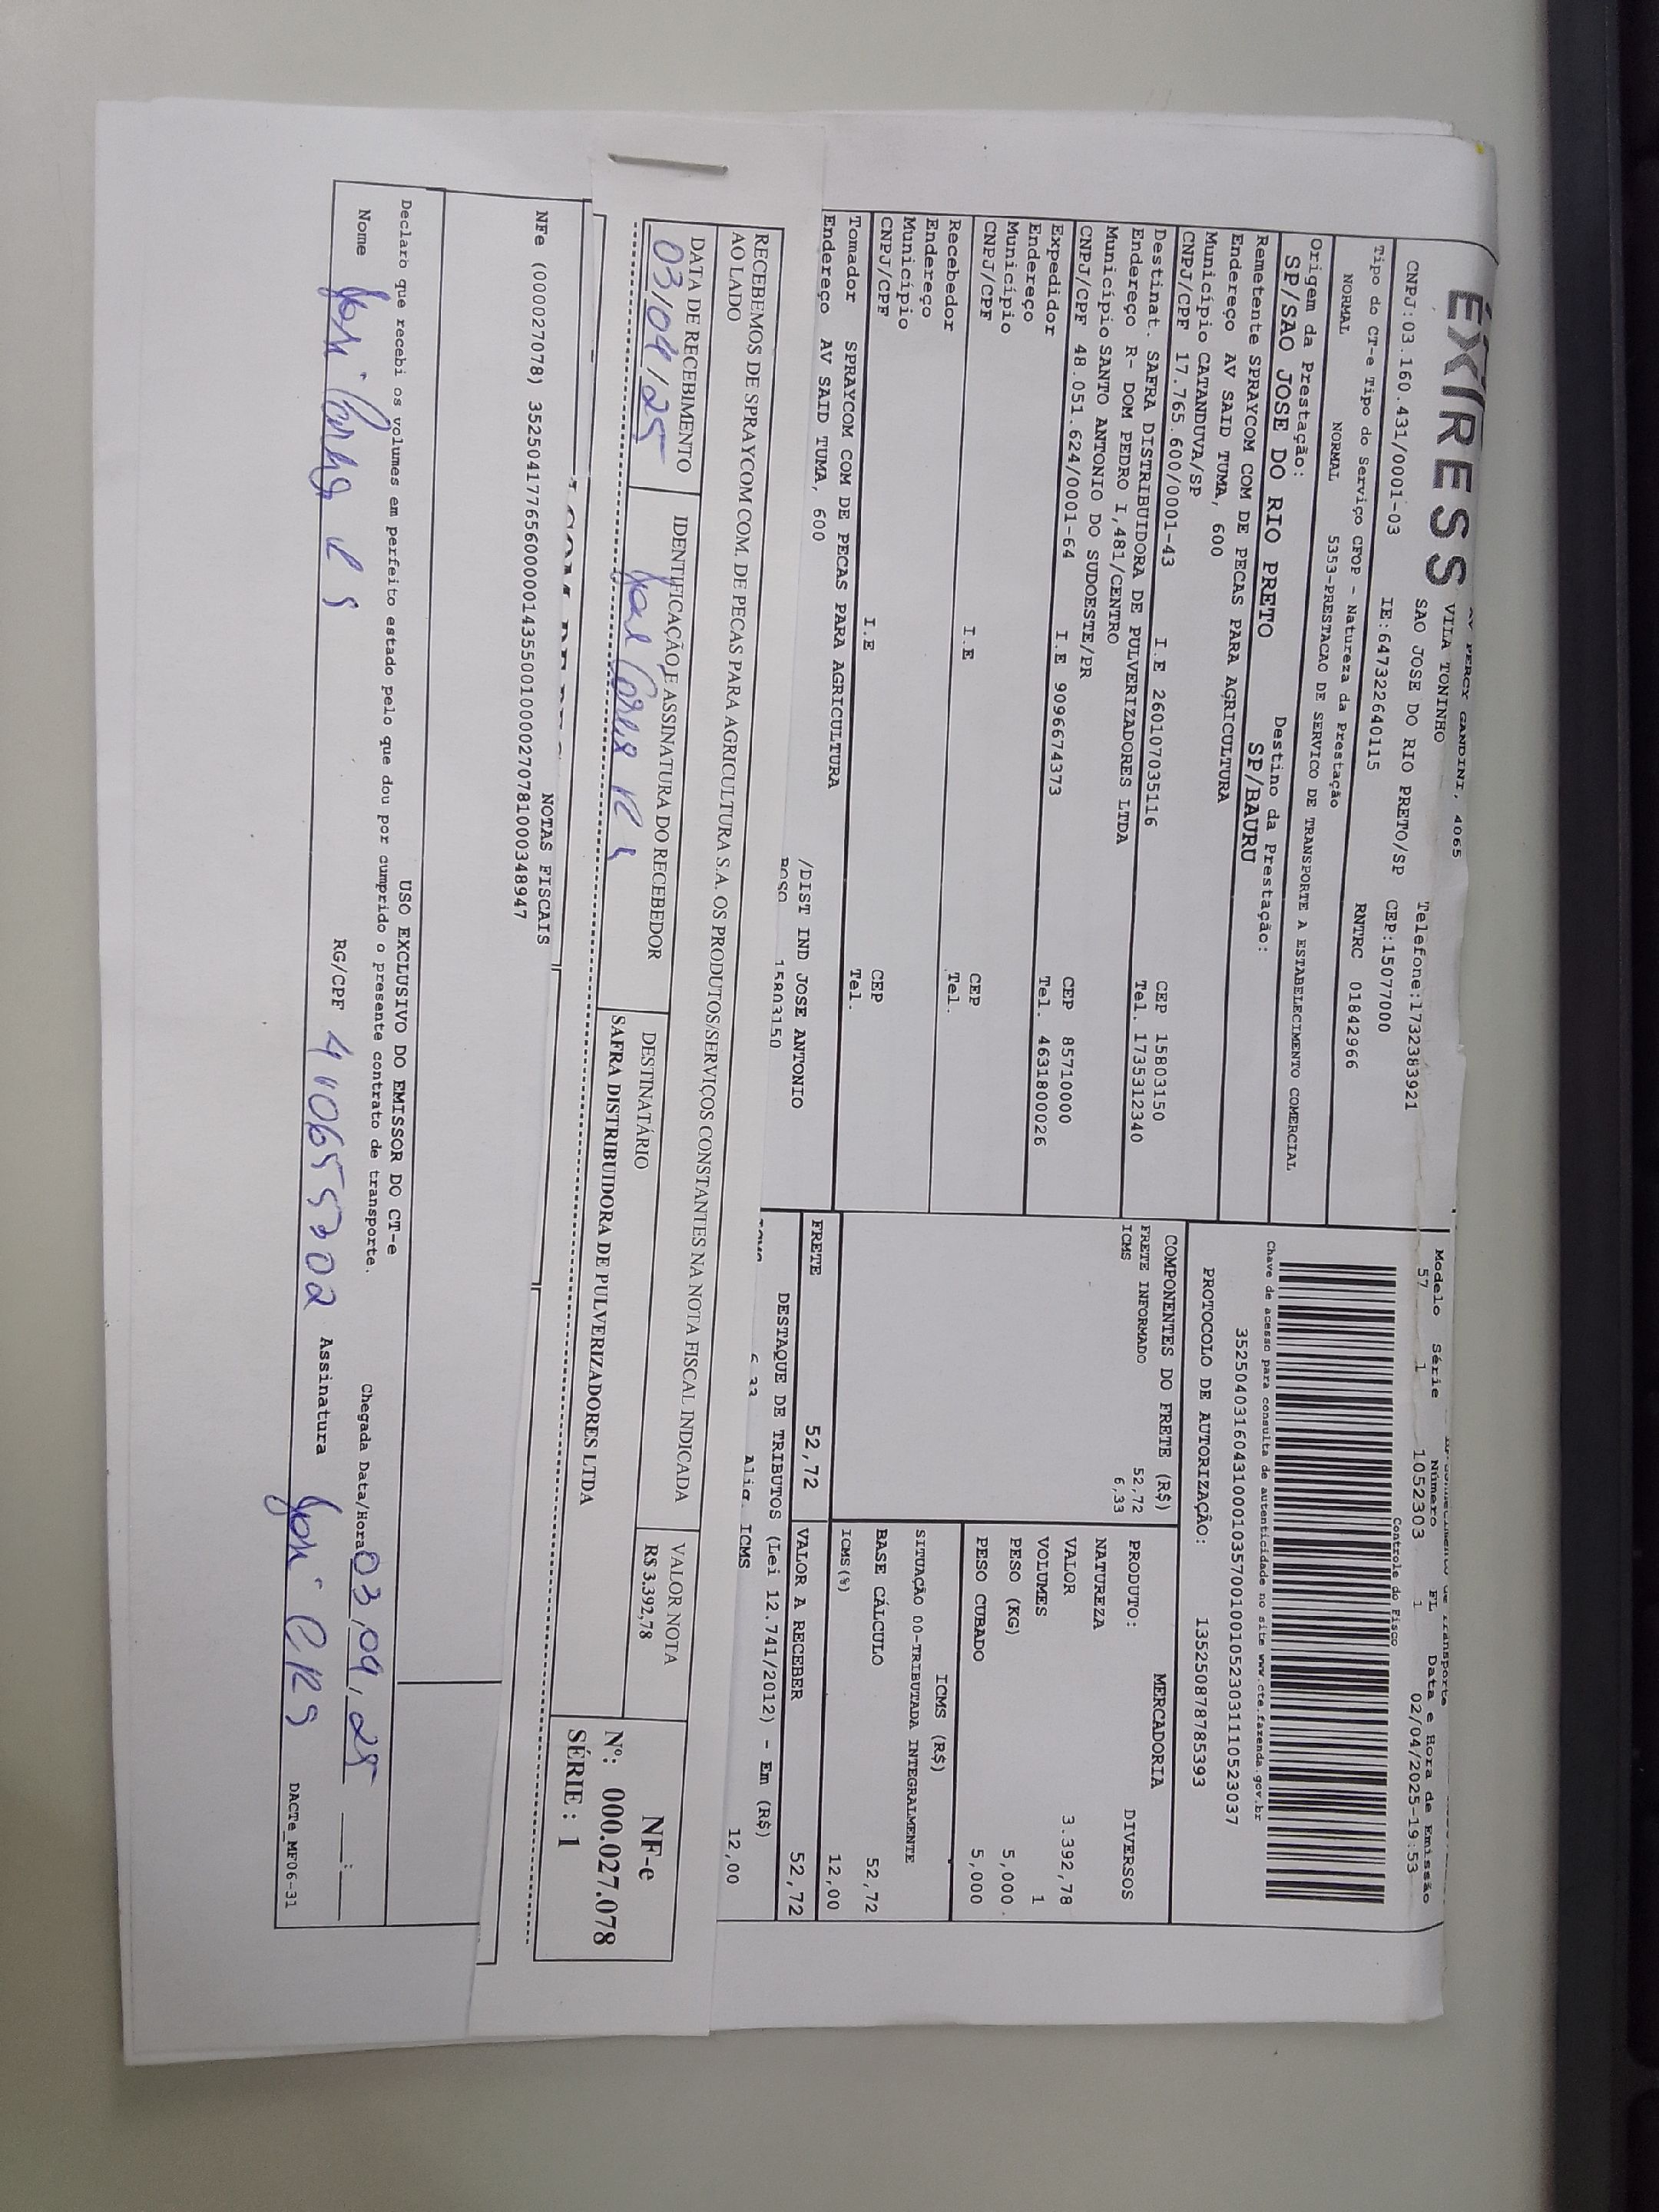 EXPRESS
AV PERCY GANDINI, 4065
VILA TONINHO
SAO JOSE DO RIO PRETO/SP Telefone:1732383921
CNPJ:03.160.431/0001-03 IE:647322640115 CEP:15077000
Tipo do CT-e Tipo do Serviço CFOP - Natureza da Prestação RNTRC 01842966
NORMAL NORMAL 5353-PRESTACAO DE SERVICO DE TRANSPORTE A ESTABELECIMENTO COMERCIAL
Modelo Série Número FL Data e Hora de Emissão
57 1 1052303 1 02/04/2025-19:53
Controle do Fisco
Chave de acesso para consulta de autenticidade no site www.cte.fazenda.gov.br
35250403160431000103570010010523031110523037
PROTOCOLO DE AUTORIZAÇÃO: 135250878785393
Origem da Prestação: Destino da Prestação:
SP/SAO JOSE DO RIO PRETO SP/BAURU
Remetente SPRAYCOM COM DE PECAS PARA AGRICULTURA
Endereço AV SAID TUMA, 600
Município CATANDUVA/SP CEP 15803150
CNPJ/CPF 17.765.600/0001-43 I.E 260107035116 Tel. 1735312340
Destinat. SAFRA DISTRIBUIDORA DE PULVERIZADORES LTDA
Endereço R- DOM PEDRO I,481/CENTRO
Município SANTO ANTONIO DO SUDOESTE/PR CEP 85710000
CNPJ/CPF 48.051.624/0001-64 I.E 9096674373 Tel. 4631800026
Expedidor
Endereço
Município CEP
CNPJ/CPF I.E Tel.
Recebedor
Endereço
Município CEP
CNPJ/CPF I.E Tel.
Tomador SPRAYCOM COM DE PECAS PARA AGRICULTURA
Endereço AV SAID TUMA, 600 /DIST IND JOSE ANTONIO
15803150
COMPONENTES DO FRETE (R$)
FRETE INFORMADO 52,72
ICMS 6,33
MERCADORIA
PRODUTO: DIVERSOS
NATUREZA
VALOR 3.392,78
VOLUMES 1
PESO (KG) 5,000
PESO CUBADO 5,000
ICMS (R$)
SITUAÇÃO 00-TRIBUTADA INTEGRALMENTE
BASE CÁLCULO 52,72
ICMS(%) 12,00
FRETE 52,72 VALOR A RECEBER 52,72
DESTAQUE DE TRIBUTOS (Lei 12.741/2012) - Em (R$)
ICMS 6,33 Aliq. ICMS 12,00
RECEBEMOS DE SPRAYCOM COM. DE PECAS PARA AGRICULTURA S.A. OS PRODUTOS/SERVIÇOS CONSTANTES NA NOTA FISCAL INDICADA
AO LADO
DATA DE RECEBIMENTO IDENTIFICAÇÃO E ASSINATURA DO RECEBEDOR DESTINATÁRIO VALOR NOTA
03/04/25 SAFRA DISTRIBUIDORA DE PULVERIZADORES LTDA R$ 3.392,78
NF-e
Nº: 000.027.078
SÉRIE : 1
NOTAS FISCAIS
NFe (000027078) 35250417765600000143550010000270781000348947
USO EXCLUSIVO DO EMISSOR DO CT-e
Declaro que recebi os volumes em perfeito estado pelo que dou por cumprido o presente contrato de transporte.
Chegada Data/Hora 03/04/25 __:__
Nome RG/CPF Assinatura
DACTe_MF06-31